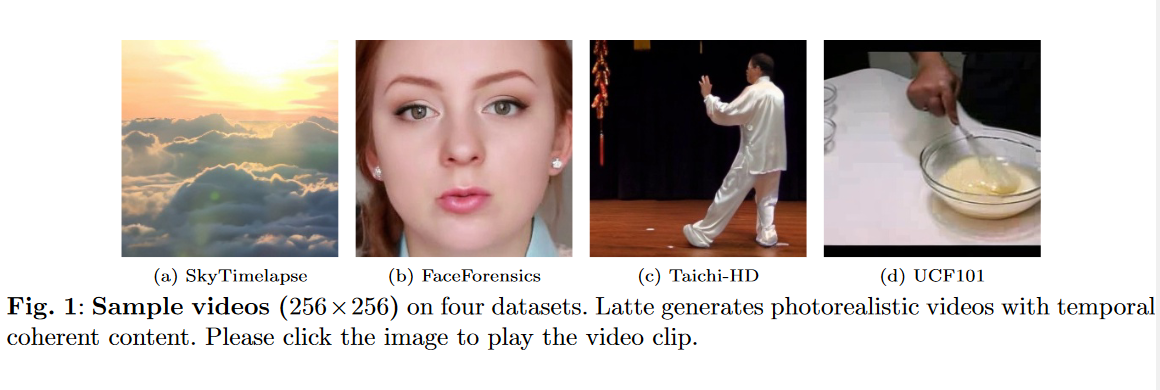 (a) SkyTimelapse (b) FaceForensics (c) Taichi-HD (d) UCF101
Fig. 1: Sample videos (256×256) on four datasets. Latte generates photorealistic videos with temporal
coherent content. Please click the image to play the video clip.